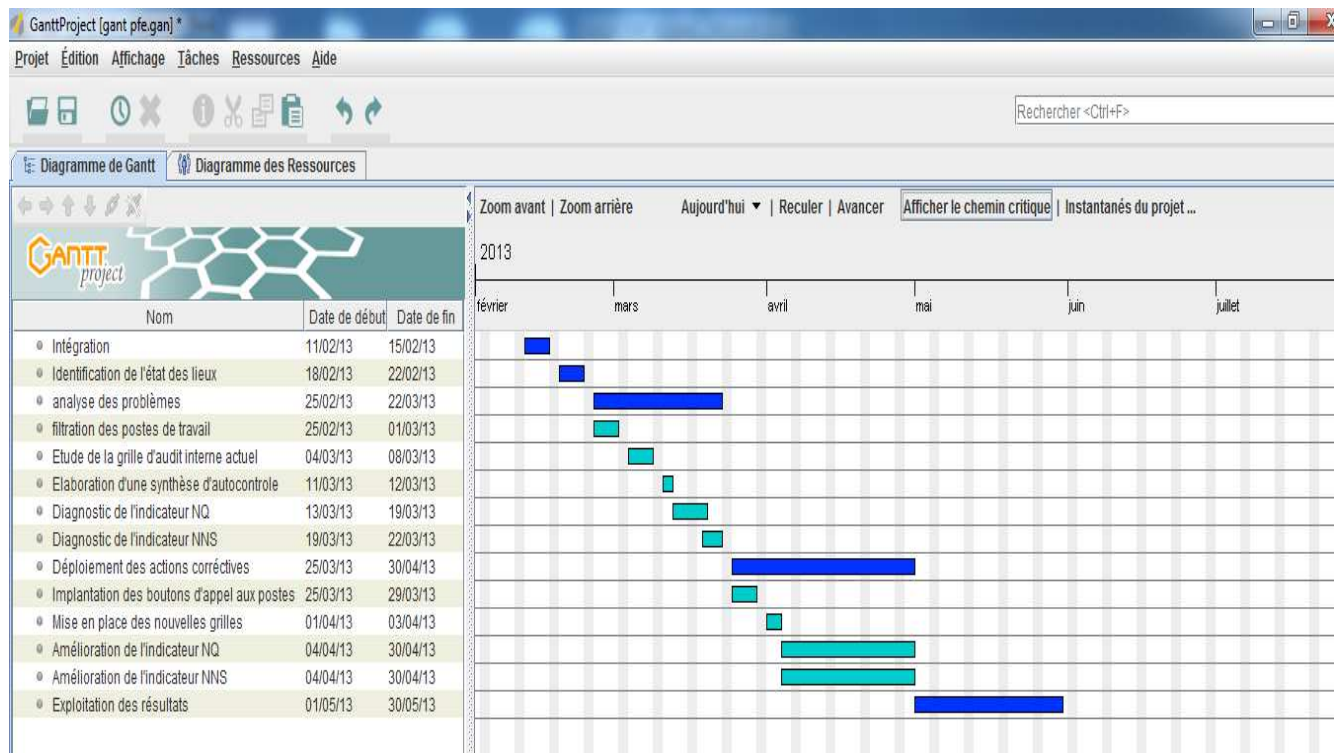 GanttProject [gant pfe.gan] *
Projet Édition Affichage Tâches Ressources Aide
Rechercher <Ctrl+F>
Diagramme de Gantt Diagramme des Ressources
Zoom avant | Zoom arrière Aujourd'hui ▼ | Reculer | Avancer Afficher le chemin critique | Instantanés du projet ...
GANTT project
2013
février mars avril mai juin juillet
Nom Date de début Date de fin
Intégration 11/02/13 15/02/13
Identification de l'état des lieux 18/02/13 22/02/13
analyse des problèmes 25/02/13 22/03/13
filtration des postes de travail 25/02/13 01/03/13
Etude de la grille d'audit interne actuel 04/03/13 08/03/13
Elaboration d'une synthèse d'autocontrole 11/03/13 12/03/13
Diagnostic de l'indicateur NQ 13/03/13 19/03/13
Diagnostic de l'indicateur NNS 19/03/13 22/03/13
Déploiement des actions corréctives 25/03/13 30/04/13
Implantation des boutons d'appel aux postes 25/03/13 29/03/13
Mise en place des nouvelles grilles 01/04/13 03/04/13
Amélioration de l'indicateur NQ 04/04/13 30/04/13
Amélioration de l'indicateur NNS 04/04/13 30/04/13
Exploitation des résultats 01/05/13 30/05/13